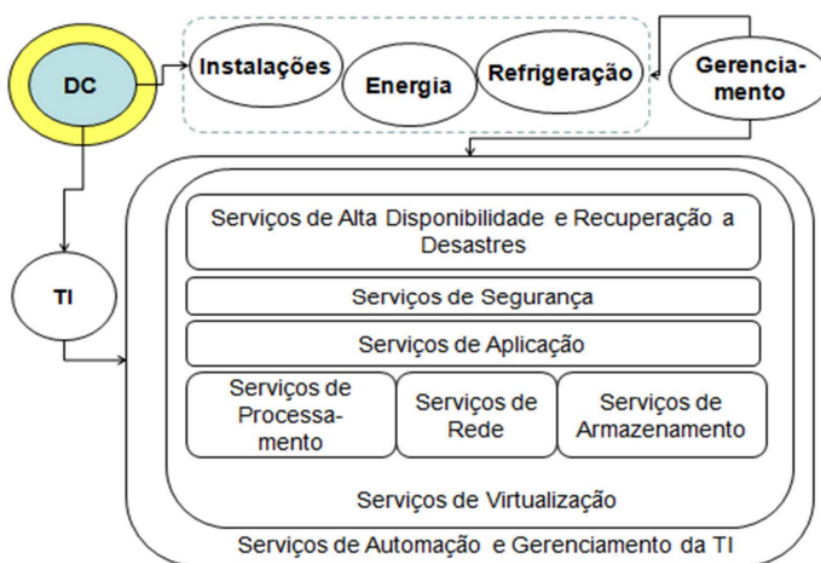 DC
Instalações
Energia
Refrigeração
Gerencia-
mento
TI
Serviços de Alta Disponibilidade e Recuperação a
Desastres
Serviços de Segurança
Serviços de Aplicação
Serviços de
Processa-
mento
Serviços de
Rede
Serviços de
Armazenamento
Serviços de Virtualização
Serviços de Automação e Gerenciamento da TI